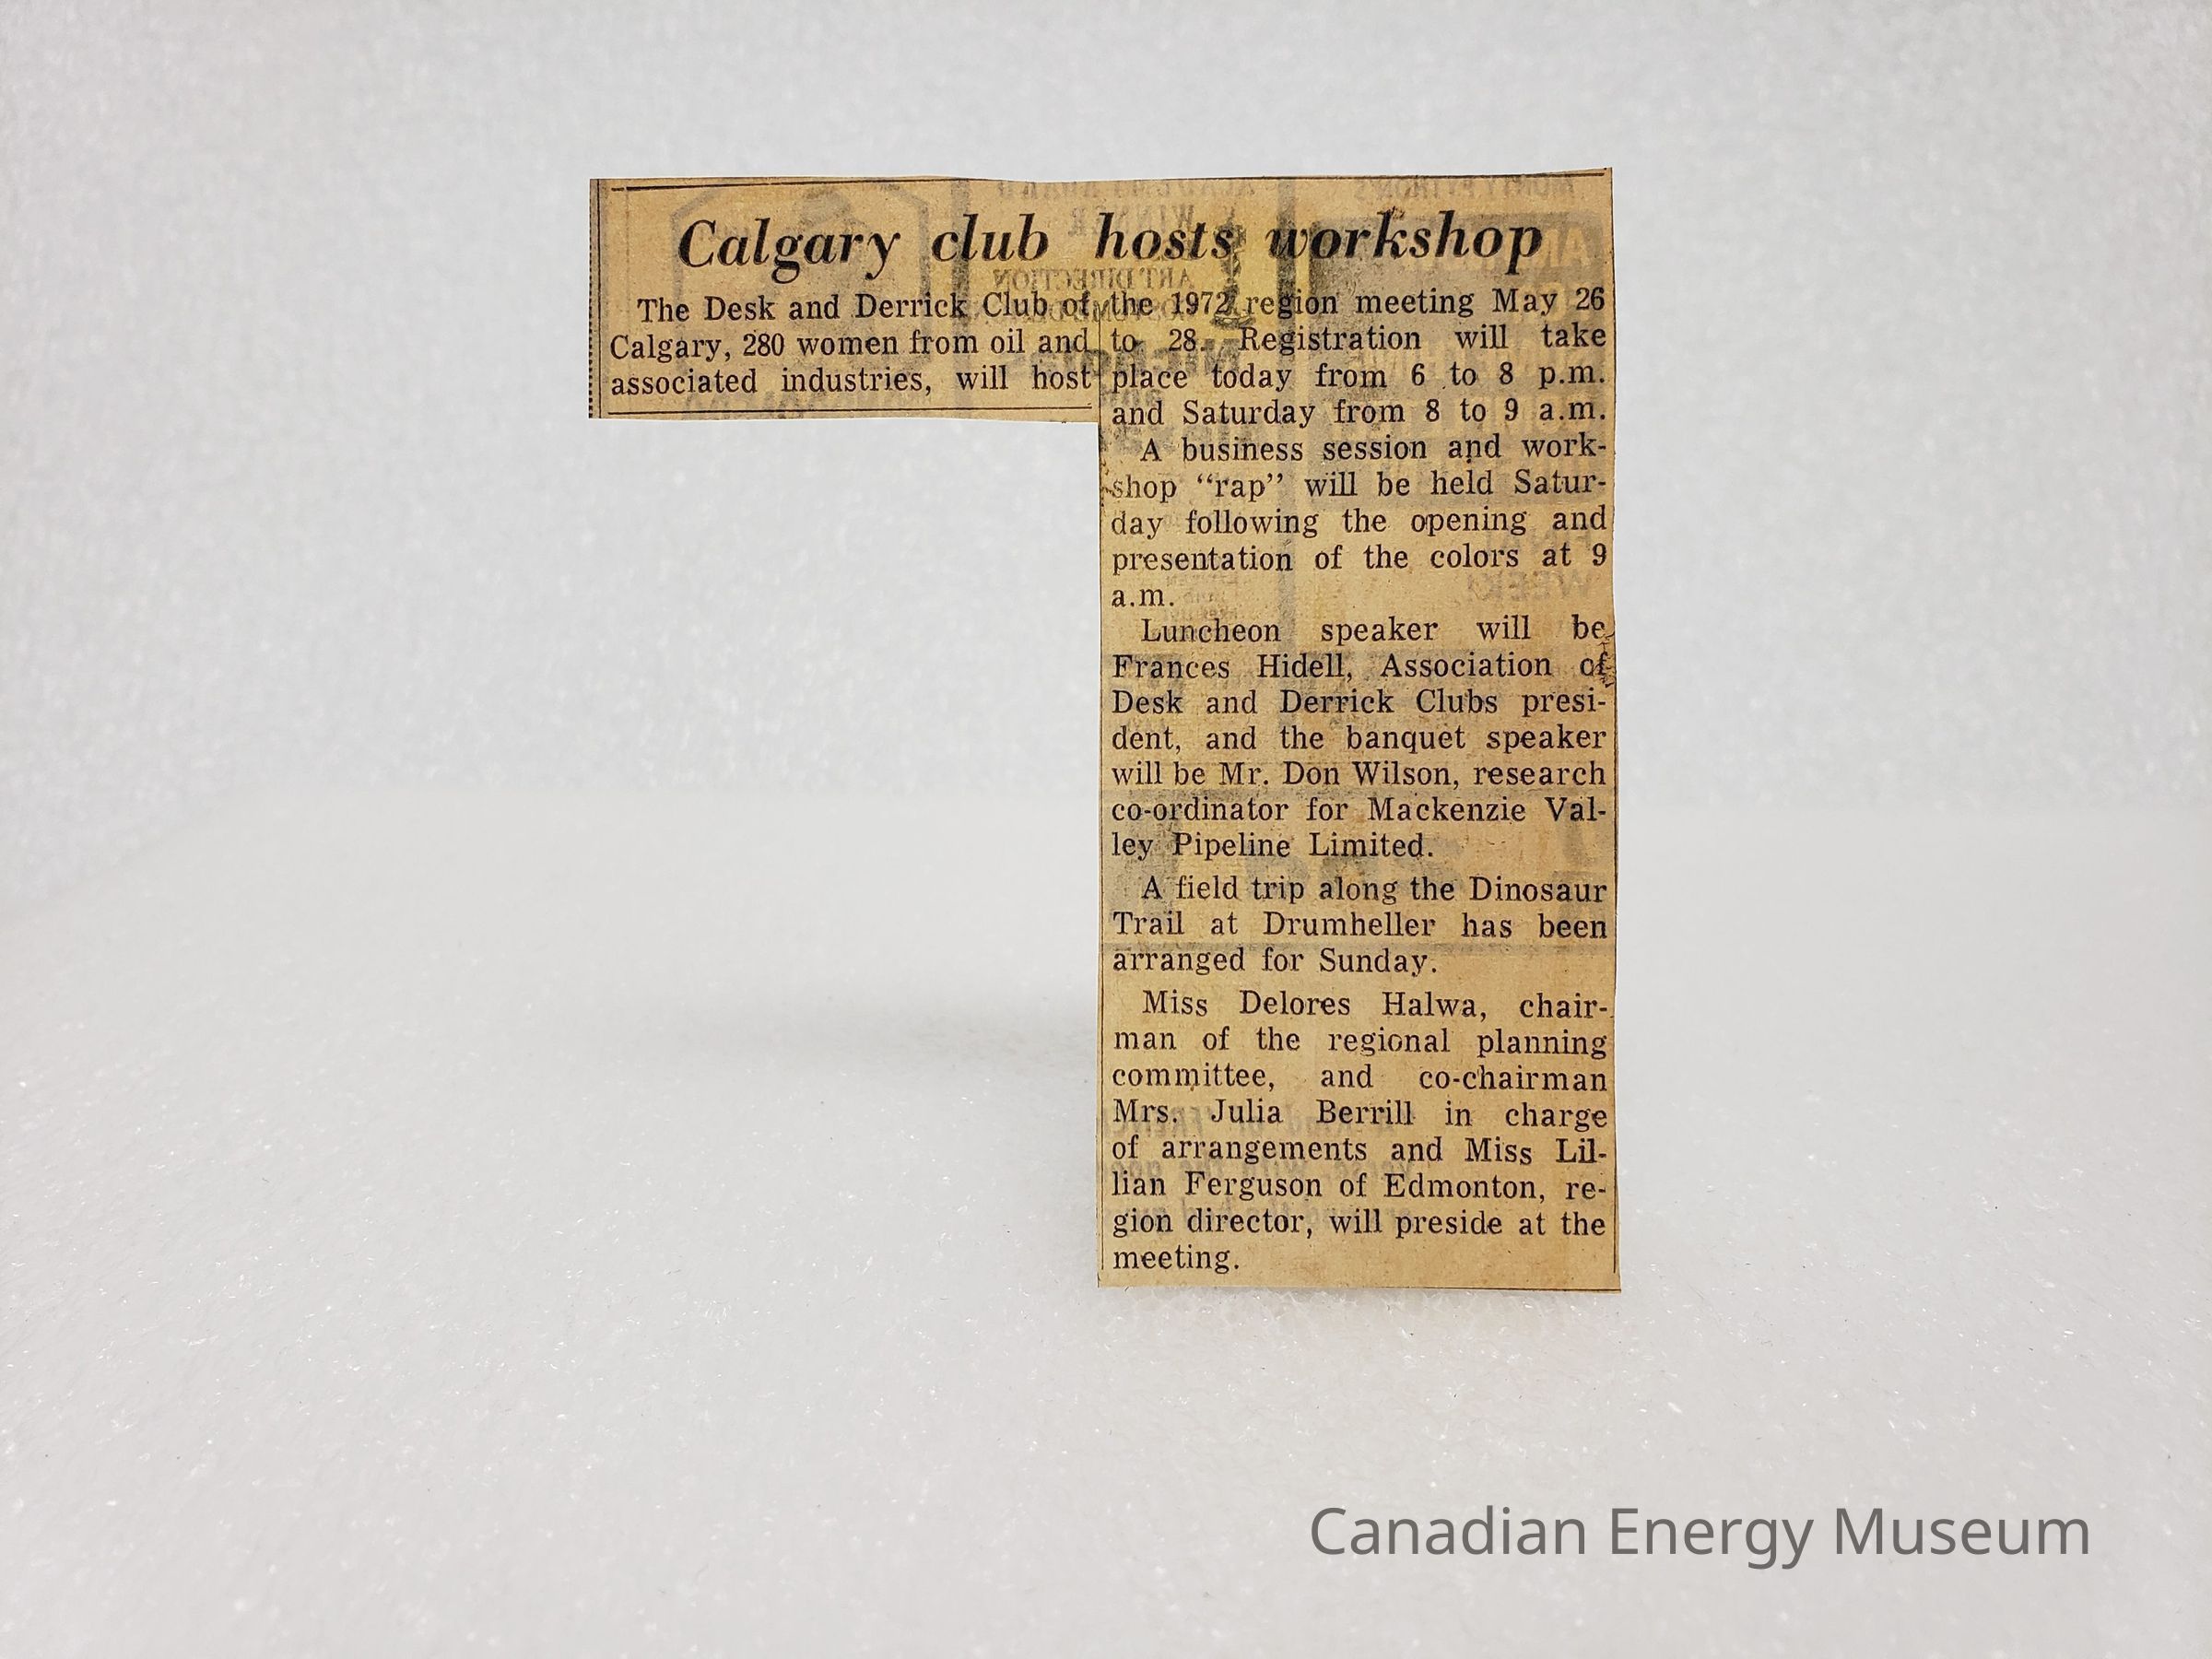 Calgary club hosts workshop
The Desk and Derrick Club of
Calgary, 280 women from oil and
associated industries, will host
the 1972 region meeting May 26
to 28. Registration will take
place today from 6 to 8 p.m.
and Saturday from 8 to 9 a.m.
A business session and work-
shop “rap” will be held Satur-
day following the opening and
presentation of the colors at 9
a.m.
Luncheon speaker will be
Frances Hidell, Association of
Desk and Derrick Clubs presi-
dent, and the banquet speaker
will be Mr. Don Wilson, research
co-ordinator for Mackenzie Val-
ley Pipeline Limited.
A field trip along the Dinosaur
Trail at Drumheller has been
arranged for Sunday.
Miss Delores Halwa, chair-
man of the regional planning
committee, and co-chairman
Mrs. Julia Berrill in charge
of arrangements and Miss Lil-
lian Ferguson of Edmonton, re-
gion director, will preside at the
meeting.
Canadian Energy Museum